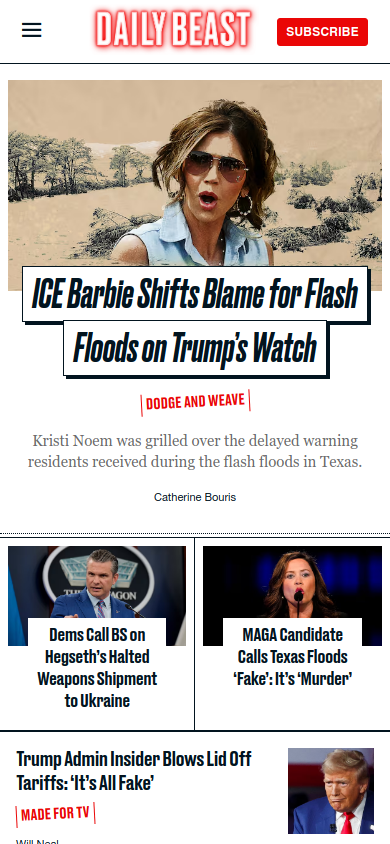 DAILY BEAST
SUBSCRIBE
ICE Barbie Shifts Blame for Flash
Floods on Trump's Watch
DODGE AND WEAVE
Kristi Noem was grilled over the delayed warning
residents received during the flash floods in Texas.
Catherine Bouris
Dems Call BS on
Hegseth's Halted
Weapons Shipment
to Ukraine
MAGA Candidate
Calls Texas Floods
‘Fake’: It's ‘Murder’
Trump Admin Insider Blows Lid Off
Tariffs: ‘It's All Fake’
MADE FOR TV
Will Neal